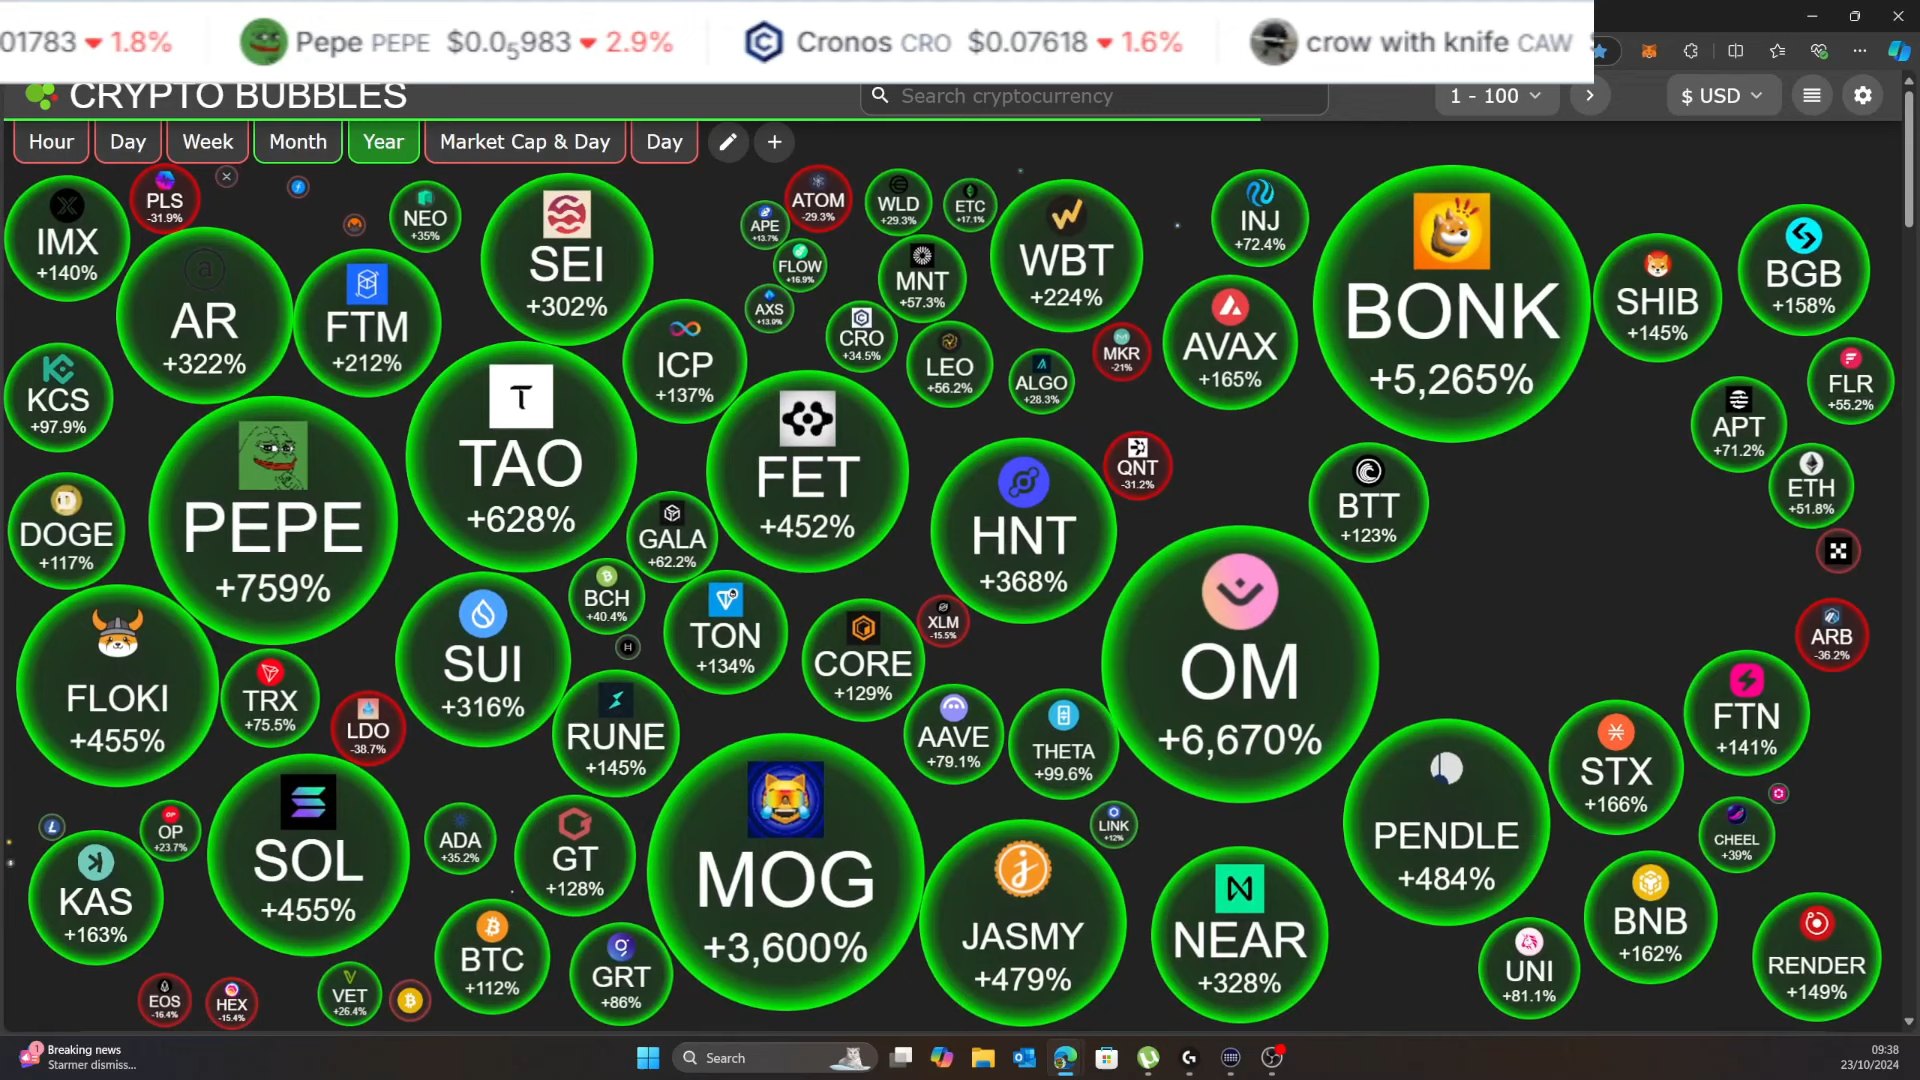 01783 ▼ 1.8% Pepe PEPE $0.0₅983 ▼ 2.9% Cronos CRO $0.07618 ▼ 1.6% crow with knife CAW
CRYPTO BUBBLES
Search cryptocurrency
1 - 100
$ USD
Hour Day Week Month Year Market Cap & Day Day
IMX
+140%
PLS
-31.9%
AR
+322%
FTM
+212%
NEO
+35%
SEI
+302%
ICP
+137%
APE
+13.7%
ATOM
-29.3%
WLD
+29.3%
ETC
+17.1%
FLOW
+16.9%
AXS
+13.9%
MNT
+57.3%
CRO
+34.5%
LEO
+56.2%
WBT
+224%
ALGO
+28.3%
MKR
-21%
INJ
+72.4%
AVAX
+165%
BONK
+5,265%
SHIB
+145%
BGB
+158%
FLR
+55.2%
APT
+71.2%
ETH
+51.8%
KCS
+97.9%
DOGE
+117%
PEPE
+759%
TAO
+628%
GALA
+62.2%
FET
+452%
HNT
+368%
QNT
-31.2%
BTT
+123%
FLOKI
+455%
TRX
+75.5%
LDO
-38.7%
SUI
+316%
BCH
+40.4%
TON
+134%
RUNE
+145%
CORE
+129%
XLM
-15.5%
AAVE
+79.1%
THETA
+99.6%
OM
+6,670%
ARB
-36.2%
FTN
+141%
STX
+166%
PENDLE
+484%
CHEEL
+39%
OP
+23.7%
KAS
+163%
SOL
+455%
ADA
+35.2%
GT
+128%
MOG
+3,600%
LINK
+12%
JASMY
+479%
NEAR
+328%
BNB
+162%
UNI
+81.1%
RENDER
+149%
EOS
-16.4%
HEX
-15.4%
VET
+26.4%
BTC
+112%
GRT
+86%
1
Breaking news
Starmer dismiss...
Search
09:38
23/10/2024